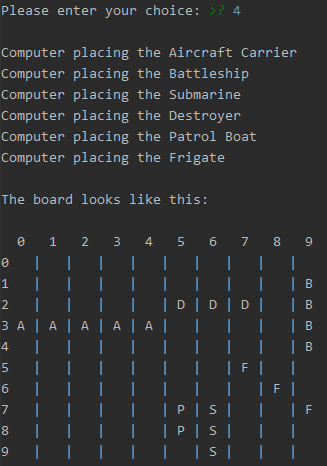 Please enter your choice: >? 4
Computer placing the Aircraft Carrier
Computer placing the Battleship
Computer placing the Submarine
Computer placing the Destroyer
Computer placing the Patrol Boat
Computer placing the Frigate
The board looks like this:
  0   1   2   3   4   5   6   7   8   9
0   |   |   |   |   |   |   |   |   |
1   |   |   |   |   |   |   |   |   | B
2   |   |   |   |   | D | D | D |   | B
3 A | A | A | A | A |   |   |   |   | B
4   |   |   |   |   |   |   |   |   | B
5   |   |   |   |   |   |   | F |   |
6   |   |   |   |   |   |   |   | F |
7   |   |   |   |   | P | S |   |   | F
8   |   |   |   |   | P | S |   |   |
9   |   |   |   |   |   | S |   |   |